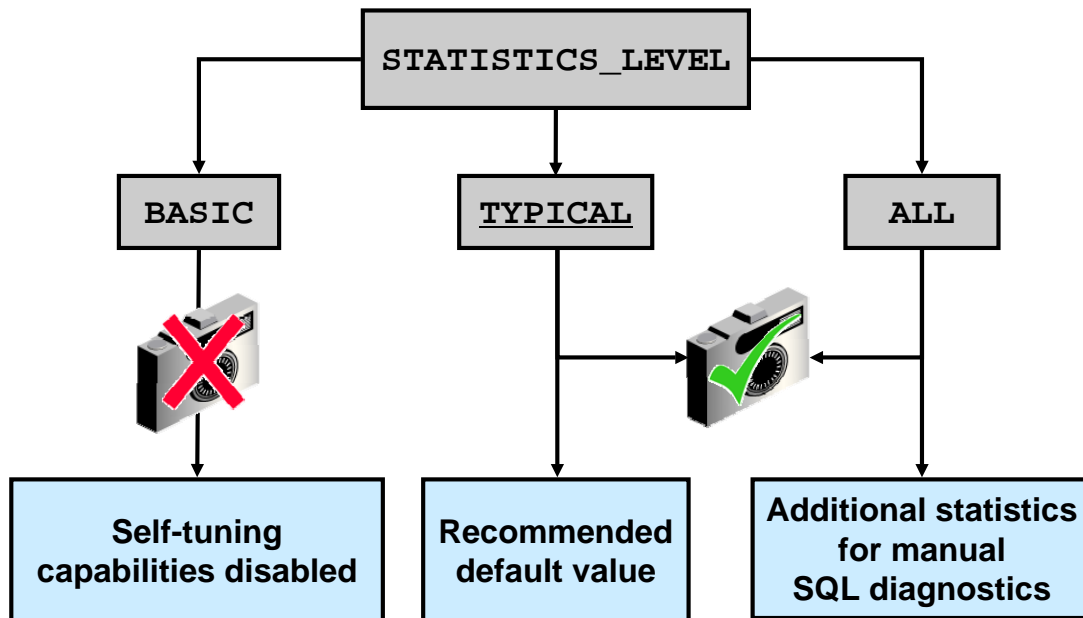 STATISTICS_LEVEL
BASIC
TYPICAL
ALL
Self-tuning
capabilities disabled
Recommended
default value
Additional statistics
for manual
SQL diagnostics